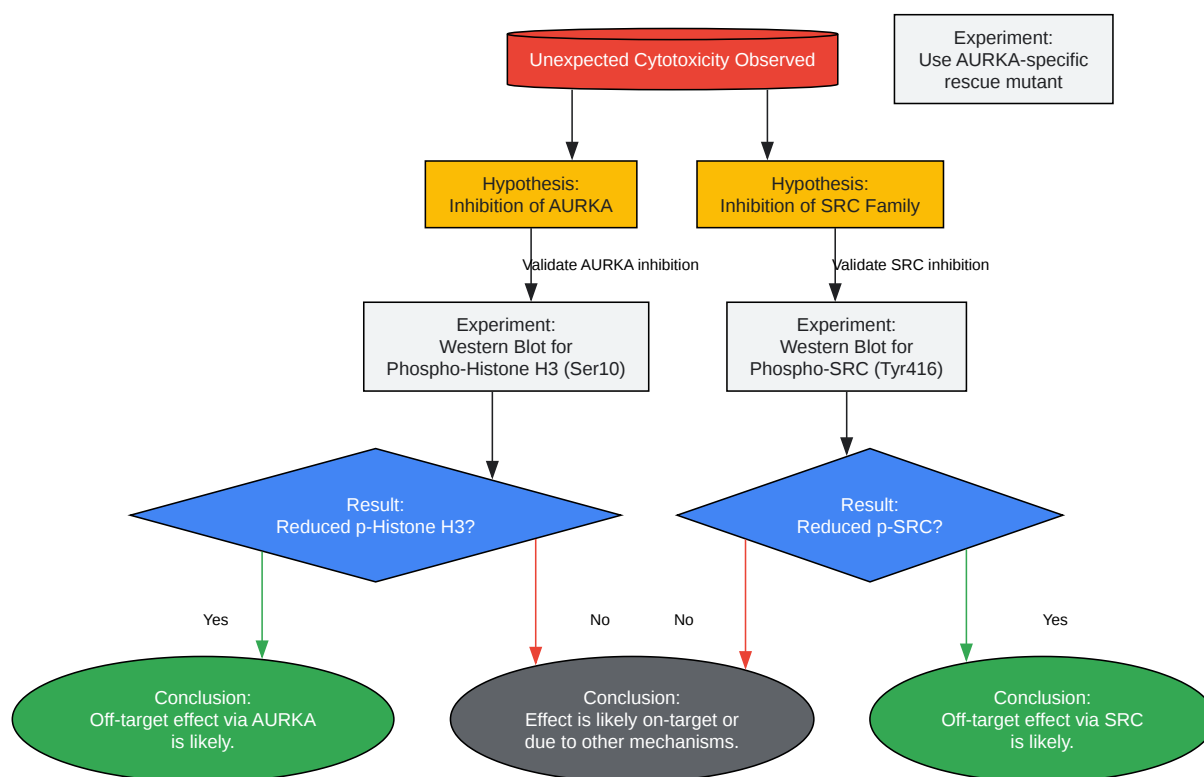 Unexpected Cytotoxicity Observed
Experiment:
Use AURKA-specific
rescue mutant
Hypothesis:
Inhibition of AURKA
Hypothesis:
Inhibition of SRC Family
Validate AURKA inhibition
Validate SRC inhibition
Experiment:
Western Blot for
Phospho-Histone H3 (Ser10)
Experiment:
Western Blot for
Phospho-SRC (Tyr416)
Result:
Reduced p-Histone H3?
Result:
Reduced p-SRC?
Yes
No
No
Yes
Conclusion:
Off-target effect via AURKA
is likely.
Conclusion:
Effect is likely on-target or
due to other mechanisms.
Conclusion:
Off-target effect via SRC
is likely.